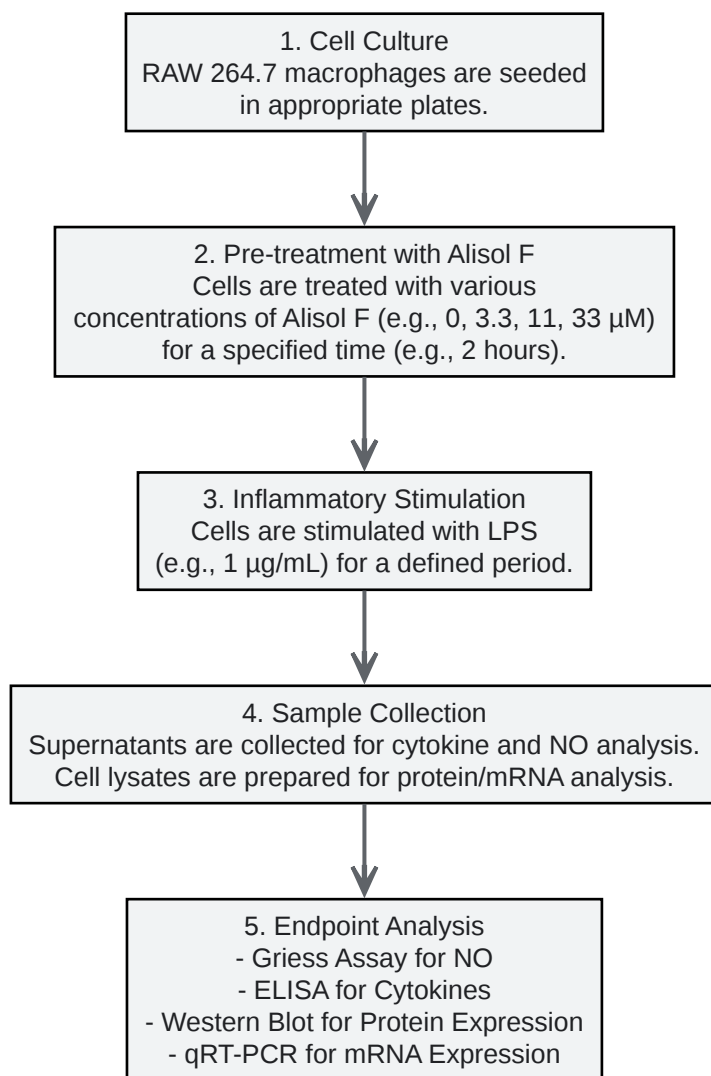 1. Cell Culture
RAW 264.7 macrophages are seeded
in appropriate plates.
2. Pre-treatment with Alisol F
Cells are treated with various
concentrations of Alisol F (e.g., 0, 3.3, 11, 33 µM)
for a specified time (e.g., 2 hours).
3. Inflammatory Stimulation
Cells are stimulated with LPS
(e.g., 1 µg/mL) for a defined period.
4. Sample Collection
Supernatants are collected for cytokine and NO analysis.
Cell lysates are prepared for protein/mRNA analysis.
5. Endpoint Analysis
- Griess Assay for NO
- ELISA for Cytokines
- Western Blot for Protein Expression
- qRT-PCR for mRNA Expression